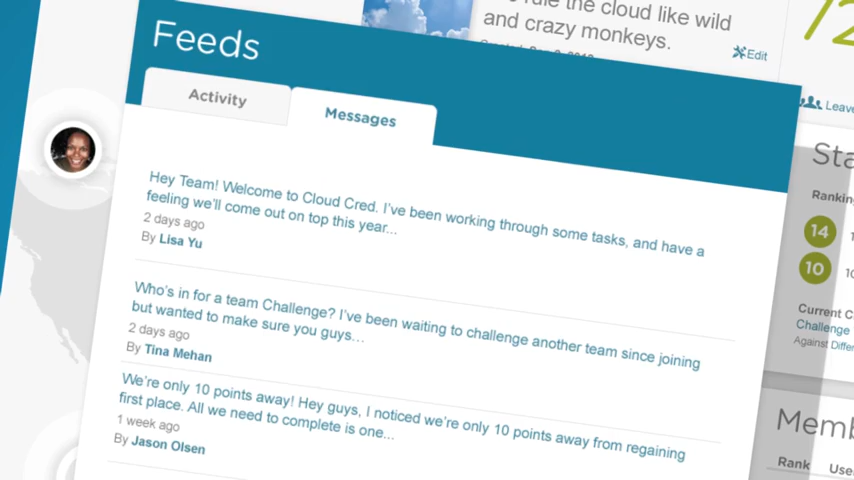 rule the cloud like wild
and crazy monkeys.
Edit
Leave
Feeds
Activity
Messages
Hey Team! Welcome to Cloud Cred. I've been working through some tasks, and have a
feeling we'll come out on top this year...
2 days ago
By Lisa Yu
Who's in for a team Challenge? I've been waiting to challenge another team since joining
but wanted to make sure you guys...
2 days ago
By Tina Mehan
We're only 10 points away! Hey guys, I noticed we're only 10 points away from regaining
first place. All we need to complete is one...
1 week ago
By Jason Olsen
Ranking
14
10
Current C
Challenge
Against Differ
Memb
Rank Use